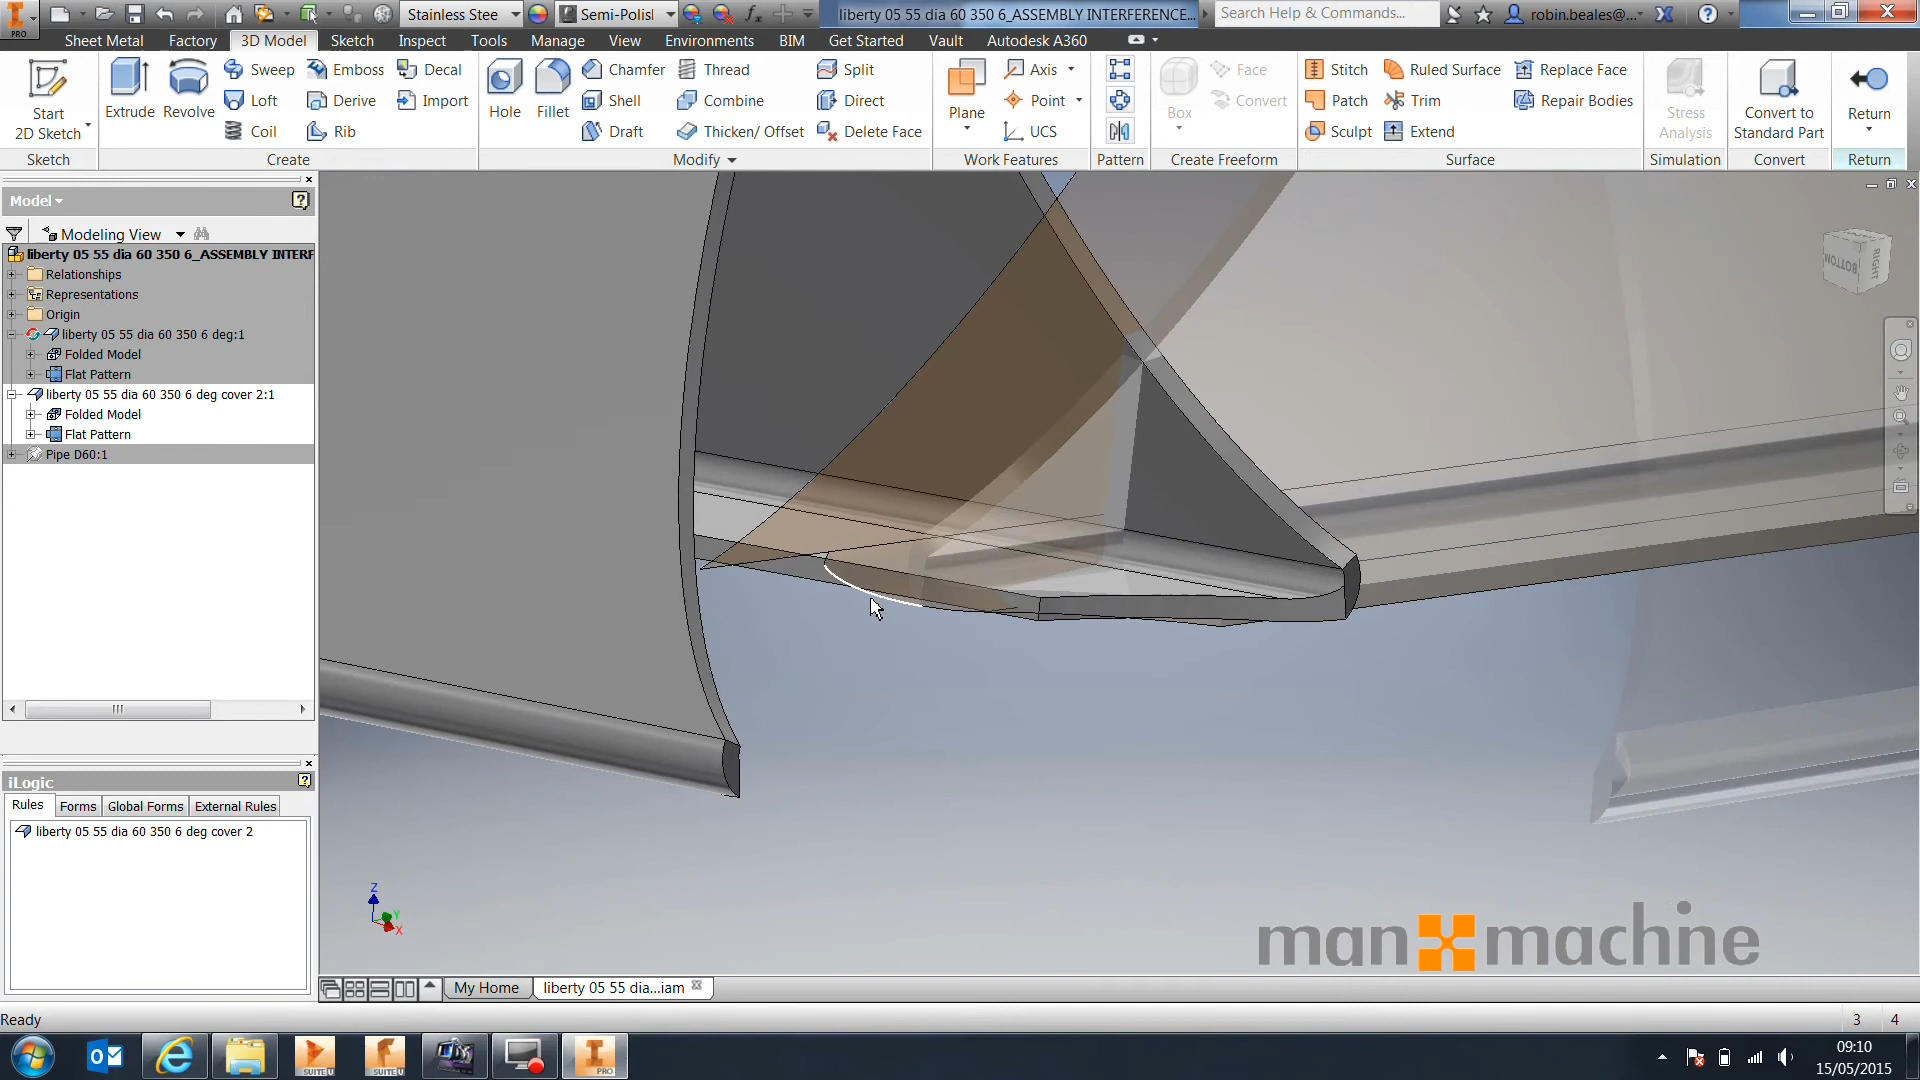 PRO
Stainless Stee
Semi-Polisl
liberty 05 55 dia 60 350 6_ASSEMBLY INTERFERENCE...
Search Help & Commands...
robin.beales@...
Sheet Metal Factory 3D Model Sketch Inspect Tools Manage View Environments BIM Get Started Vault Autodesk A360
Start
2D Sketch
Extrude
Revolve
Sweep
Loft
Coil
Emboss
Derive
Rib
Decal
Import
Hole
Fillet
Chamfer
Shell
Draft
Thread
Combine
Thicken/ Offset
Split
Direct
Delete Face
Plane
Axis
Point
UCS
Box
Face
Convert
Stitch
Patch
Sculpt
Ruled Surface
Trim
Extend
Replace Face
Repair Bodies
Stress
Analysis
Convert to
Standard Part
Return
Sketch Create Modify Work Features Pattern Create Freeform Surface Simulation Convert Return
Model
Modeling View
liberty 05 55 dia 60 350 6_ASSEMBLY INTERF
Relationships
Representations
Origin
liberty 05 55 dia 60 350 6 deg:1
Folded Model
Flat Pattern
liberty 05 55 dia 60 350 6 deg cover 2:1
Folded Model
Flat Pattern
Pipe D60:1
iLogic
Rules Forms Global Forms External Rules
liberty 05 55 dia 60 350 6 deg cover 2
BOTTOM
RIGHT
Z
Y
X
man machine
My Home
liberty 05 55 dia...iam
Ready
3 4
SUITE U
SUITE U
PRO
09:10
15/05/2015